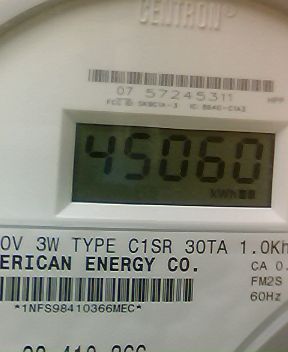 CENTRON®
07 57245311
HPP
45060
kWh
0V 3W TYPE C1SR 30TA 1.0Kh
ERICAN ENERGY CO.
CA 0.
FM2S
60Hz
*1NFS98410366MEC*